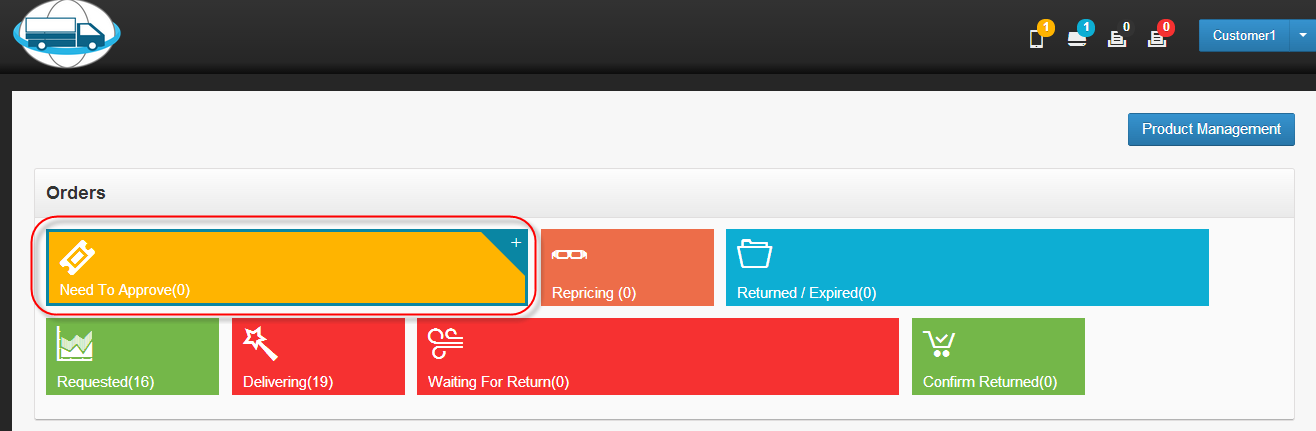 1 1 0 0
Customer1
Product Management
Orders
Need To Approve(0)
Repricing (0)
Returned / Expired(0)
Requested(16)
Delivering(19)
Waiting For Return(0)
Confirm Returned(0)